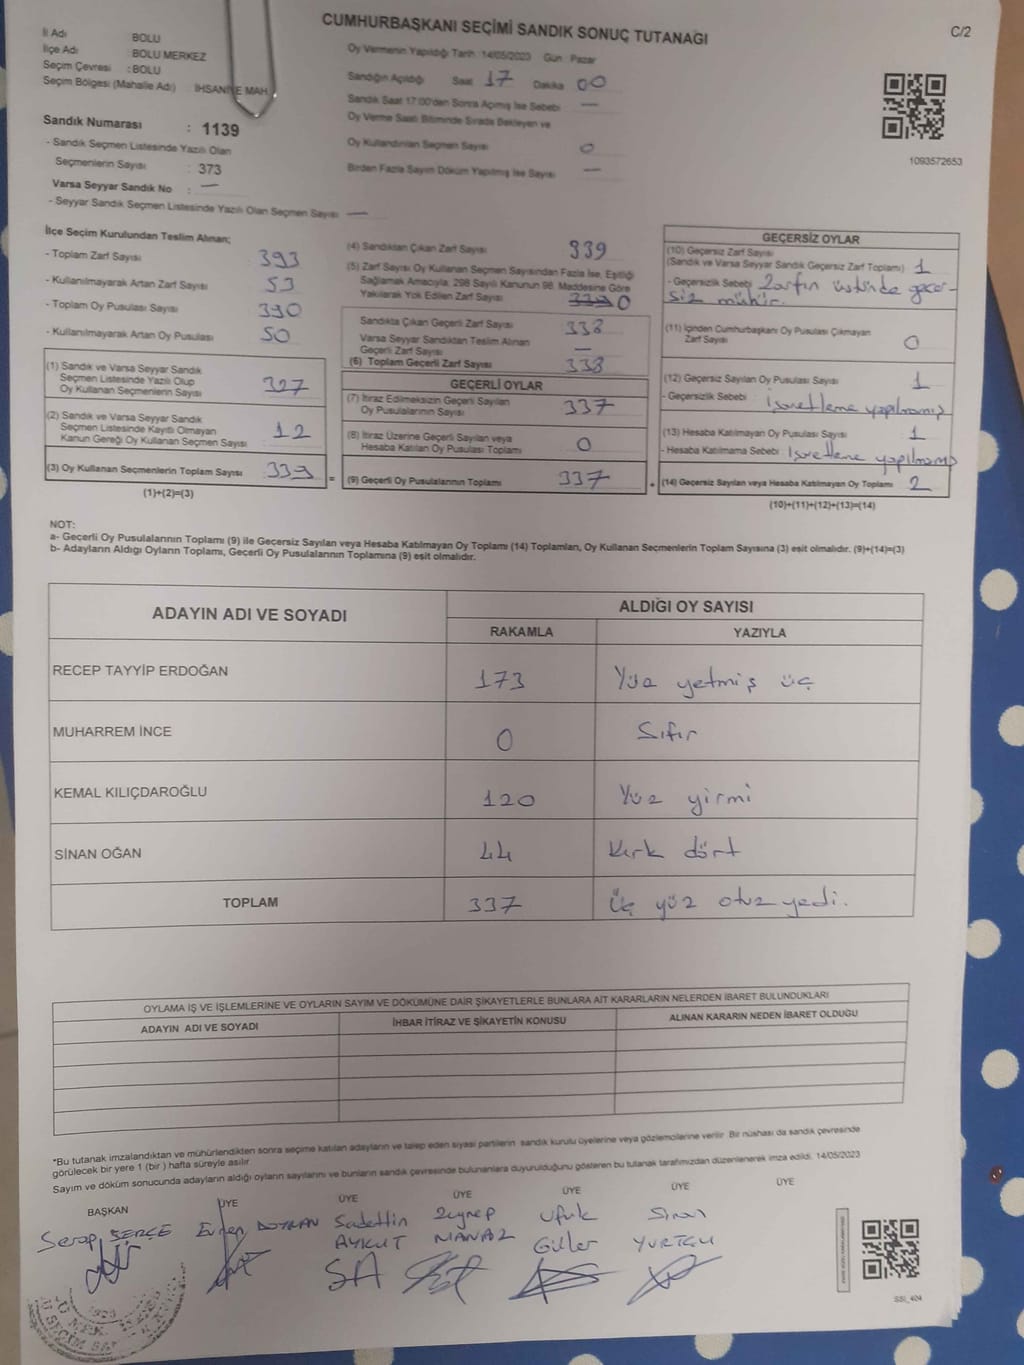 CUMHURBAŞKANI SEÇİMİ SANDIK SONUÇ TUTANAĞI
C/2
İl Adı BOLU
İlçe Adı BOLU MERKEZ
Seçim Çevresi : BOLU
Seçim Bölgesi (Mahalle Adı) İHSANİYE MAH
Sandık Numarası : 1139
- Sandık Seçmen Listesinde Yazılı Olan
Seçmenlerin Sayısı : 373
Varsa Seyyar Sandık No : —
- Seyyar Sandık Seçmen Listesinde Yazılı Olan Seçmen Sayısı —
Oy Vermenin Yapıldığı Tarih :14/05/2023 Gün Pazar
Sandığın Açıldığı Saat 17 Dakika 00
Sandık Saat 17:00'den Sonra Açılmış İse Sebebi —
Oy Verme Saati Bitiminde Sırada Bekleyen ve
Oy Kullandırılan Seçmen Sayısı 0
Birden Fazla Sayım Döküm Yapılmış İse Sayısı —
1093572653
İlçe Seçim Kurulundan Teslim Alınan;
- Toplam Zarf Sayısı 393
- Kullanılmayarak Artan Zarf Sayısı 53
- Toplam Oy Pusulası Sayısı 390
- Kullanılmayarak Artan Oy Pusulası 50
(1) Sandık ve Varsa Seyyar Sandık
Seçmen Listesinde Yazılı Olup
Oy Kullanan Seçmenlerin Sayısı 327
(2) Sandık ve Varsa Seyyar Sandık
Seçmen Listesinde Kayıtlı Olmayan
Kanun Gereği Oy Kullanan Seçmen Sayısı 12
(3) Oy Kullanan Seçmenlerin Toplam Sayısı 339 =
(1)+(2)=(3)
(4) Sandıktan Çıkan Zarf Sayısı 339
(5) Zarf Sayısı Oy Kullanan Seçmen Sayısından Fazla İse, Eşitliği
Sağlamak Amacıyla; 298 Sayılı Kanunun 98. Maddesine Göre
Yakılarak Yok Edilen Zarf Sayısı 0
Sandıkta Çıkan Geçerli Zarf Sayısı 338
Varsa Seyyar Sandıktan Teslim Alınan
Geçerli Zarf Sayısı —
(6) Toplam Geçerli Zarf Sayısı 338
GEÇERLİ OYLAR
(7) İtiraz Edilmeksizin Geçerli Sayılan
Oy Pusulalarının Sayısı 337
(8) İtiraz Üzerine Geçerli Sayılan veya
Hesaba Katılan Oy Pusulası Toplamı 0
(9) Geçerli Oy Pusulalarının Toplamı 337 +
GEÇERSİZ OYLAR
(10) Geçersiz Zarf Sayısı
(Sandık ve Varsa Seyyar Sandık Geçersiz Zarf Toplamı) 1
- Geçersizlik Sebebi Zarfın üstünde geçer-
siz mühür.
(11) İçinden Cumhurbaşkanı Oy Pusulası Çıkmayan
Zarf Sayısı 0
(12) Geçersiz Sayılan Oy Pusulası Sayısı 1
- Geçersizlik Sebebi işaretleme yapılmamış
(13) Hesaba Katılmayan Oy Pusulası Sayısı 1
- Hesaba Katılmama Sebebi İşaretleme yapılmamış
(14) Geçersiz Sayılan veya Hesaba Katılmayan Oy Toplamı 2
(10)+(11)+(12)+(13)=(14)
NOT:
a- Geçerli Oy Pusulalarının Toplamı (9) ile Geçersiz Sayılan veya Hesaba Katılmayan Oy Toplamı (14) Toplamları, Oy Kullanan Seçmenlerin Toplam Sayısına (3) eşit olmalıdır. (9)+(14)=(3)
b- Adayların Aldığı Oyların Toplamı, Geçerli Oy Pusulalarının Toplamına (9) eşit olmalıdır.
ADAYIN ADI VE SOYADI ALDIĞI OY SAYISI
RAKAMLA YAZIYLA
RECEP TAYYİP ERDOĞAN 173 Yüz yetmiş üç
MUHARREM İNCE 0 Sıfır
KEMAL KILIÇDAROĞLU 120 Yüz yirmi
SİNAN OĞAN 44 Kırk dört
TOPLAM 337 Üç yüz otuz yedi.
OYLAMA İŞ VE İŞLEMLERİNE VE OYLARIN SAYIM VE DÖKÜMÜNE DAİR ŞİKAYETLERLE BUNLARA AİT KARARLARIN NELERDEN İBARET BULUNDUKLARI
ADAYIN ADI VE SOYADI İHBAR İTİRAZ VE ŞİKAYETİN KONUSU ALINAN KARARIN NEDEN İBARET OLDUĞU
*Bu tutanak imzalandıktan ve mühürlendikten sonra seçime katılan adayların ve talep eden siyasi partilerin sandık kurulu üyelerine veya gözlemcilerine verilir. Bir nüshası da sandık çevresinde
görülecek bir yere 1 (bir ) hafta süreyle asılır.
Sayım ve döküm sonucunda adayların aldığı oyların sayılarını ve bunların sandık çevresinde bulunanlara duyurulduğunu gösteren bu tutanak tarafımızdan düzenlenerek imza edildi. 14/05/2023
BAŞKAN ÜYE ÜYE ÜYE ÜYE ÜYE ÜYE
Serap SERÇE
Sadettin AYKUT
Zeynep MANAZ
Ufuk Güller
Sinan YURTÇU
SA